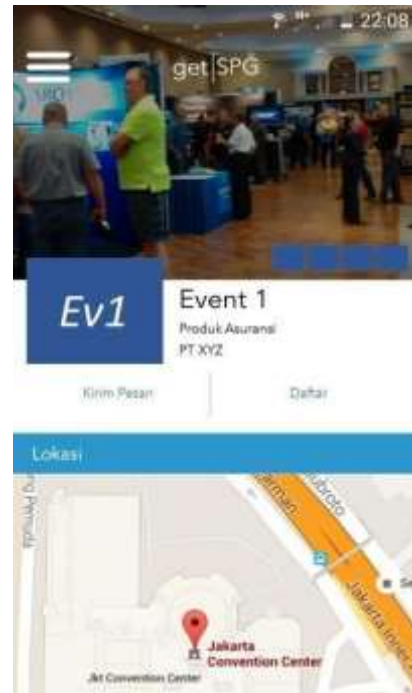 22:08
get|SPG
Ev1
Event 1
Produk Asuransi
PT XYZ
Kirim Pesan
Daftar
Lokasi
Jakarta
Convention Center
Jkt Convention Center